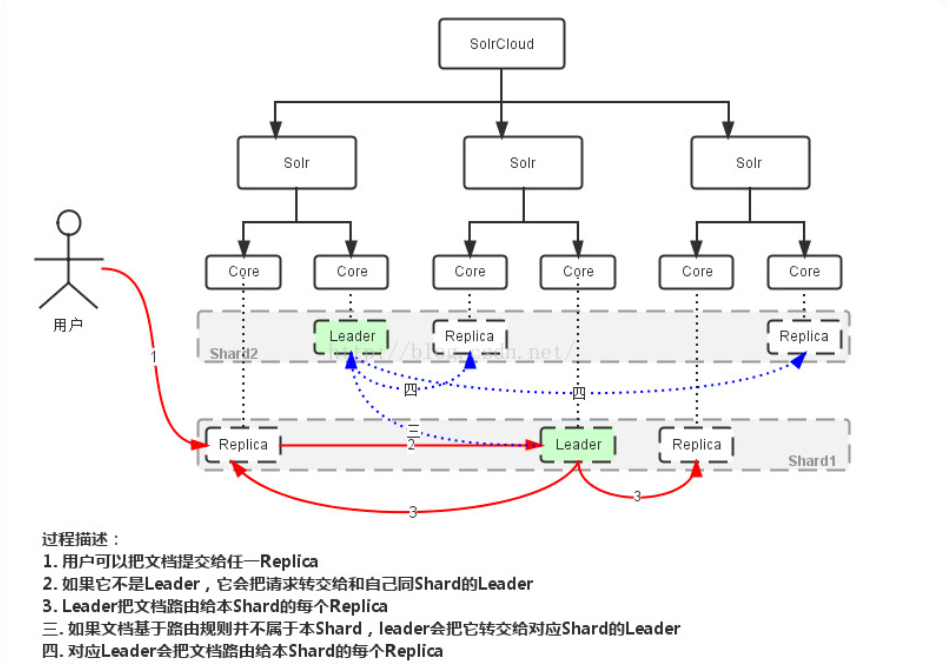 SolrCloud
Solr Solr Solr
Core Core Core Core Core Core
用户
Leader Replica Replica
Shard2
http://blog.csdn.net/
1
四 四
三
Replica 2 Leader Replica
Shard1
3
3
过程描述：
1. 用户可以把文档提交给任一Replica
2. 如果它不是Leader，它会把请求转交给和自己同Shard的Leader
3. Leader把文档路由给本Shard的每个Replica
三. 如果文档基于路由规则并不属于本Shard，leader会把它转交给对应Shard的Leader
四. 对应Leader会把文档路由给本Shard的每个Replica